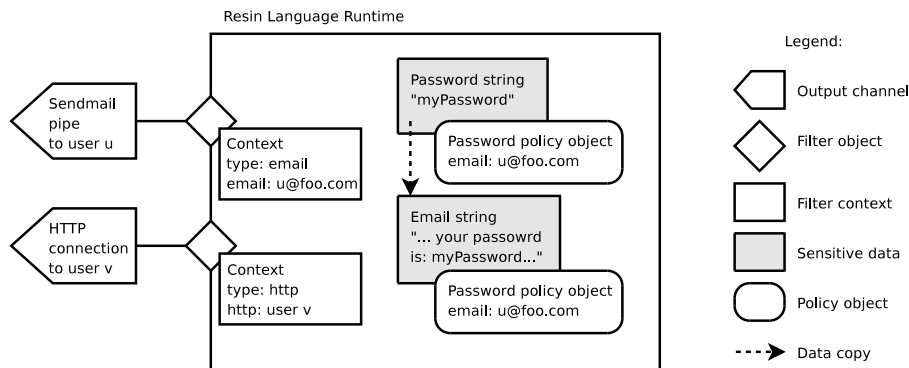 Resin Language Runtime
Sendmail
pipe
to user u
Context
type: email
email: u@foo.com
HTTP
connection
to user v
Context
type: http
http: user v
Password string
"myPassword"
Password policy object
email: u@foo.com
Email string
"... your passowrd
is: myPassword..."
Password policy object
email: u@foo.com
Legend:
Output channel
Filter object
Filter context
Sensitive data
Policy object
Data copy